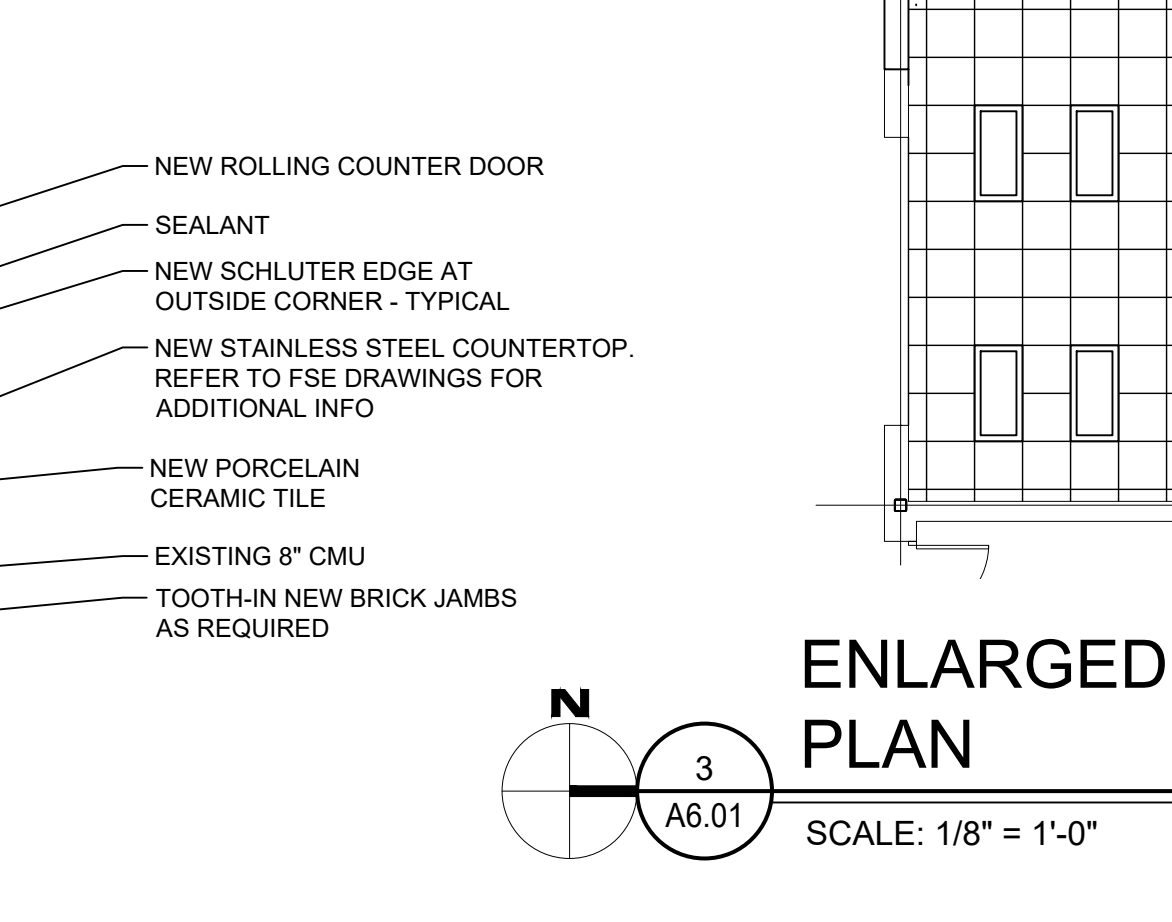 NEW ROLLING COUNTER DOOR
SEALANT
NEW SCHLUTER EDGE AT
OUTSIDE CORNER - TYPICAL
NEW STAINLESS STEEL COUNTERTOP.
REFER TO FSE DRAWINGS FOR
ADDITIONAL INFO
NEW PORCELAIN
CERAMIC TILE
EXISTING 8" CMU
TOOTH-IN NEW BRICK JAMBS
AS REQUIRED
N
3
A6.01
ENLARGED
PLAN
SCALE: 1/8" = 1'-0"